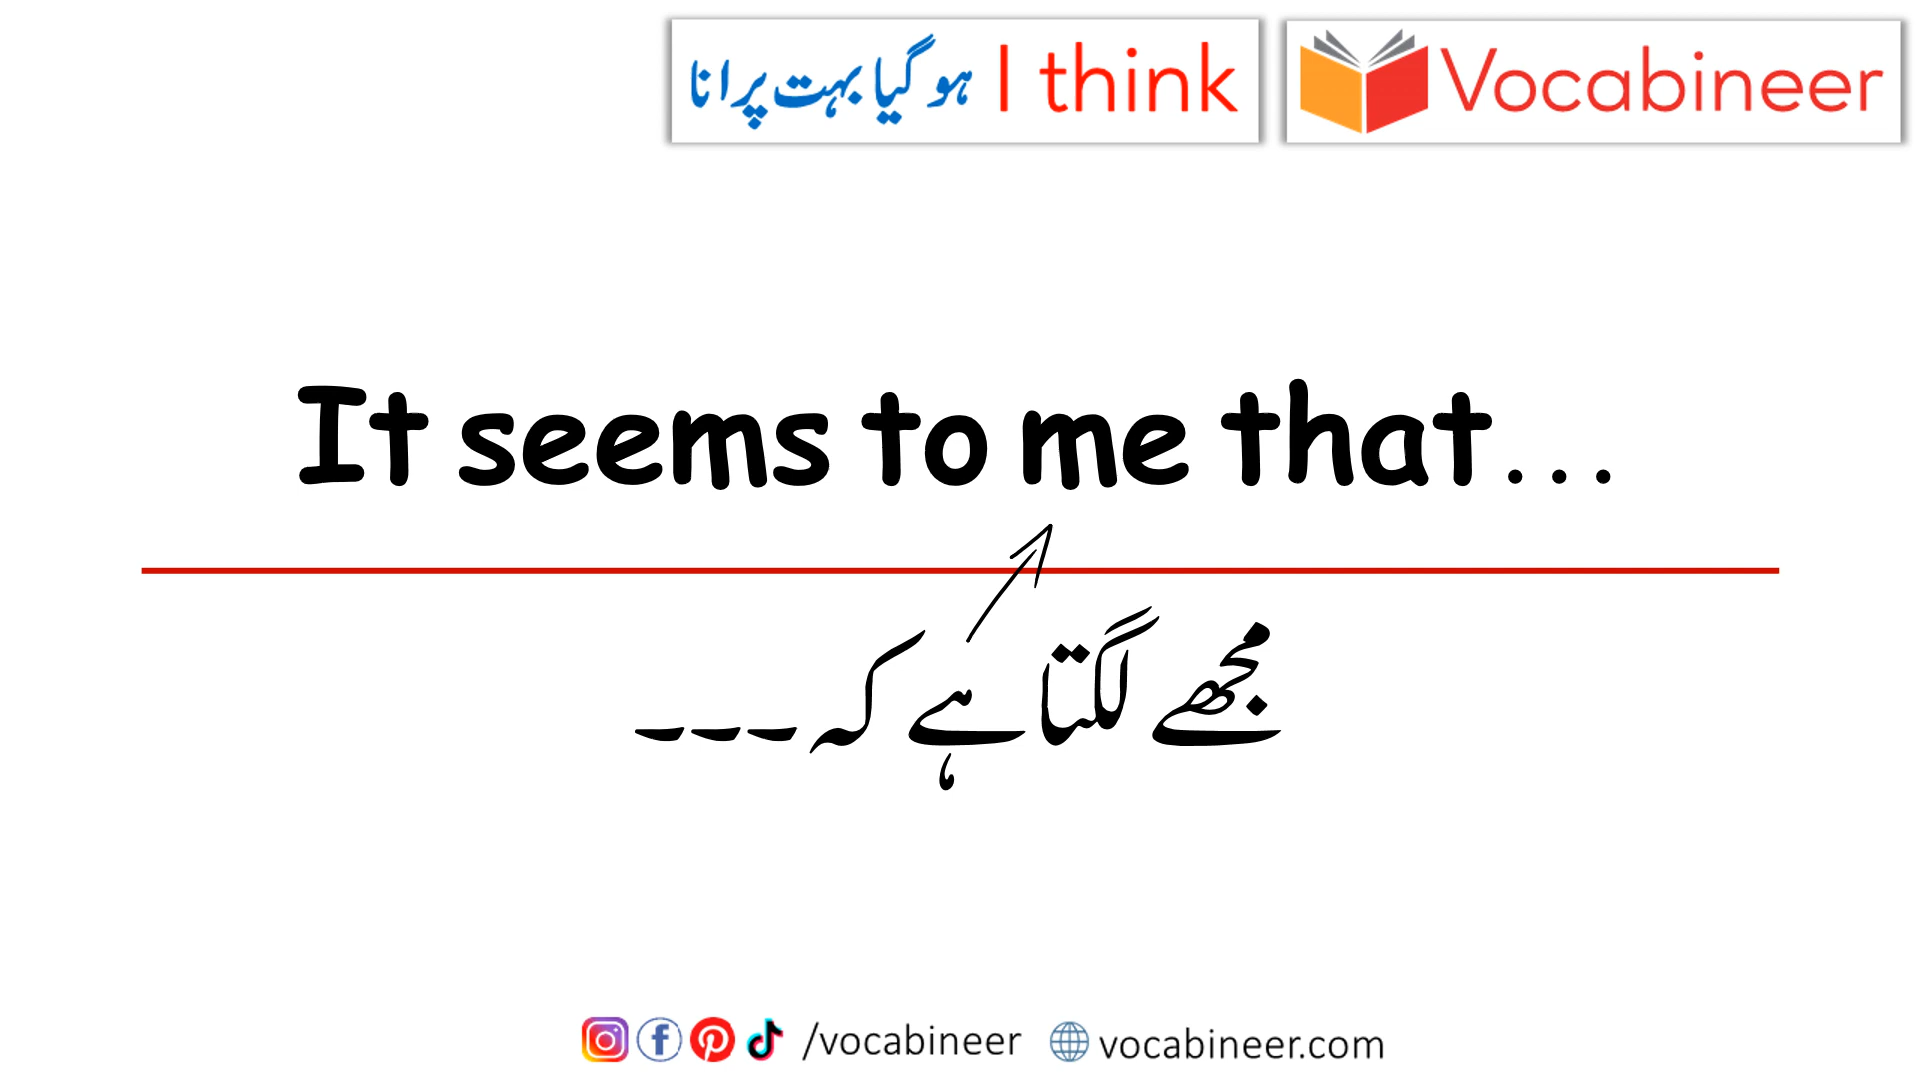 I think ہو گیا بہت پرانا
Vocabineer
It seems to me that...
مجھے لگتا ہے کہ۔۔۔
/vocabineer vocabineer.com